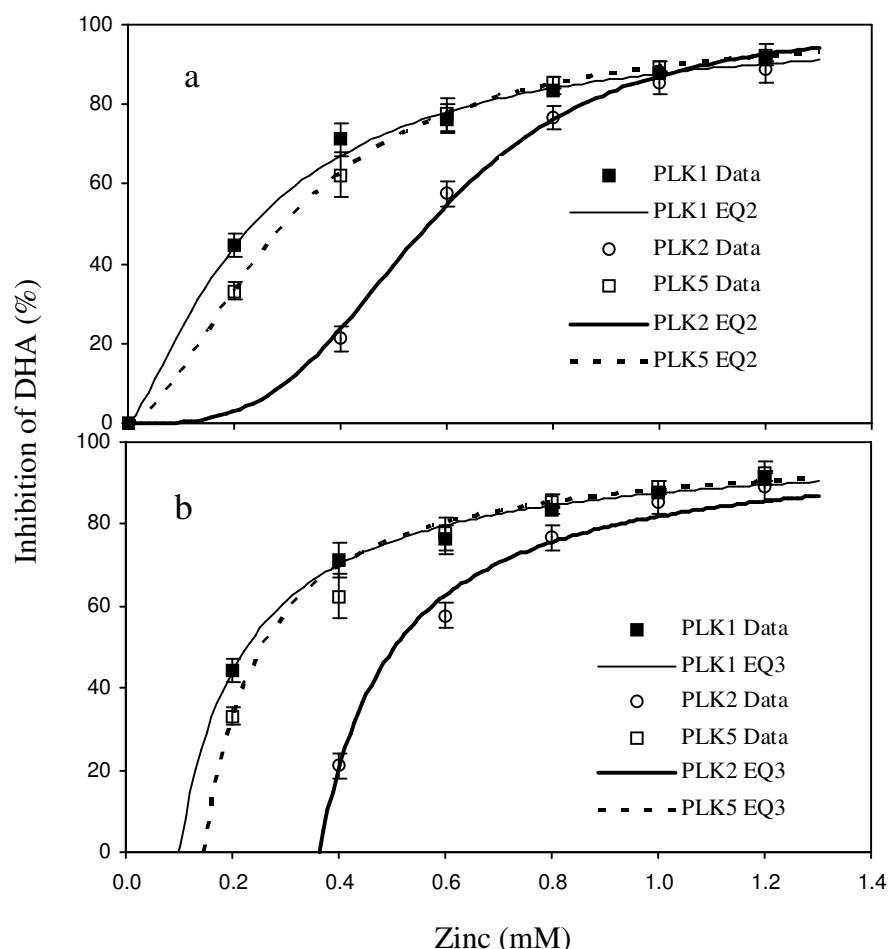 100
80
60
40
20
0
a
PLK1 Data
PLK1 EQ2
PLK2 Data
PLK5 Data
PLK2 EQ2
PLK5 EQ2
Inhibition of DHA (%)
100
80
60
40
20
0
b
PLK1 Data
PLK1 EQ3
PLK2 Data
PLK5 Data
PLK2 EQ3
PLK5 EQ3
0.0 0.2 0.4 0.6 0.8 1.0 1.2 1.4
Zinc (mM)